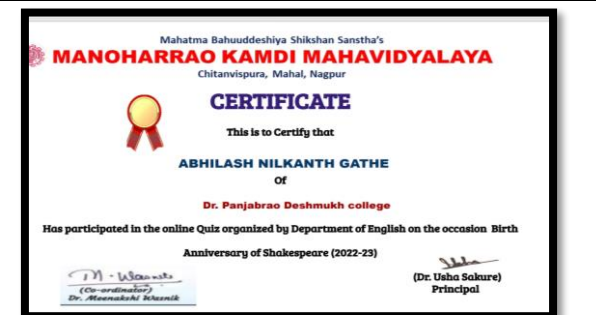 Mahatma Bahuuddeshiya Shikshan Sanstha's
MANOHARRAO KAMDI MAHAVIDYALAYA
Chitanvispura, Mahal, Nagpur
CERTIFICATE
This is to Certify that
ABHILASH NILKANTH GATHE
Of
Dr. Panjabrao Deshmukh college
Has participated in the online Quiz organized by Department of English on the occasion Birth
Anniversary of Shakespeare (2022-23)
M. Wasnik
(Co-ordinator)
Dr. Meenakshi Wasnik
(Dr. Usha Sakure)
Principal